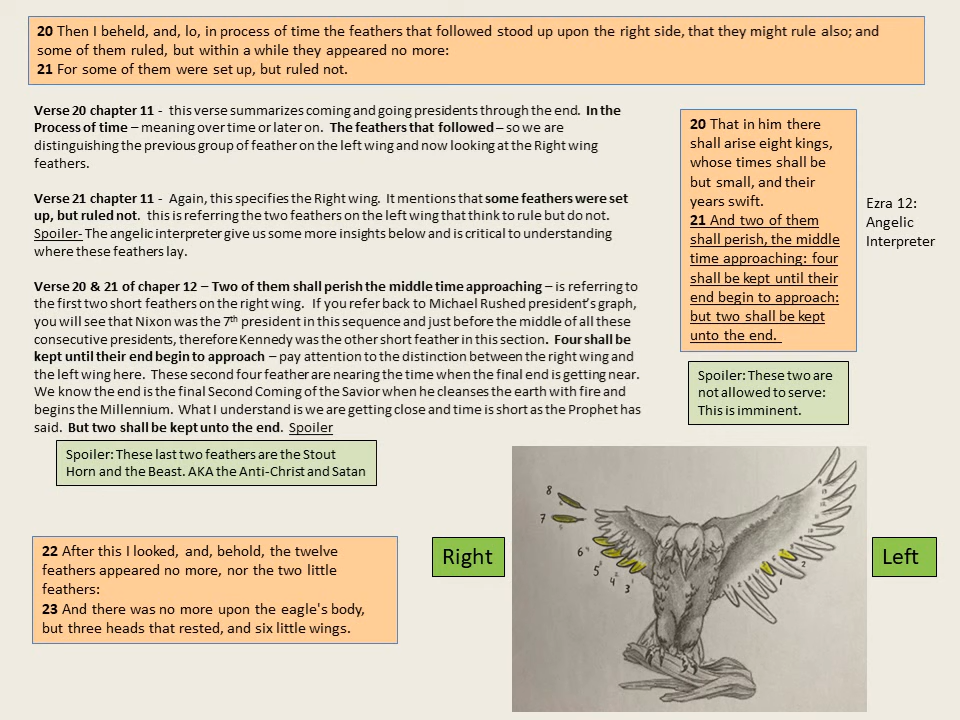 20 Then I beheld, and, lo, in process of time the feathers that followed stood up upon the right side, that they might rule also; and
some of them ruled, but within a while they appeared no more:
21 For some of them were set up, but ruled not.
Verse 20 chapter 11 - this verse summarizes coming and going presidents through the end. In the
Process of time – meaning over time or later on. The feathers that followed – so we are
distinguishing the previous group of feather on the left wing and now looking at the Right wing
feathers.
Verse 21 chapter 11 - Again, this specifies the Right wing. It mentions that some feathers were set
up, but ruled not. this is referring the two feathers on the left wing that think to rule but do not.
Spoiler- The angelic interpreter give us some more insights below and is critical to understanding
where these feathers lay.
Verse 20 & 21 of chaper 12 – Two of them shall perish the middle time approaching – is referring to
the first two short feathers on the right wing. If you refer back to Michael Rushed president's graph,
you will see that Nixon was the 7th president in this sequence and just before the middle of all these
consecutive presidents, therefore Kennedy was the other short feather in this section. Four shall be
kept until their end begin to approach – pay attention to the distinction between the right wing and
the left wing here. These second four feather are nearing the time when the final end is getting near.
We know the end is the final Second Coming of the Savior when he cleanses the earth with fire and
begins the Millennium. What I understand is we are getting close and time is short as the Prophet has
said. But two shall be kept unto the end. Spoiler
Spoiler: These last two feathers are the Stout
Horn and the Beast. AKA the Anti-Christ and Satan
20 That in him there
shall arise eight kings,
whose times shall be
but small, and their
years swift.
21 And two of them
shall perish, the middle
time approaching: four
shall be kept until their
end begin to approach:
but two shall be kept
unto the end.
Ezra 12:
Angelic
Interpreter
Spoiler: These two are
not allowed to serve:
This is imminent.
22 After this I looked, and, behold, the twelve
feathers appeared no more, nor the two little
feathers:
23 And there was no more upon the eagle's body,
but three heads that rested, and six little wings.
Right
8
7
6
5
4
3
1
2
Left